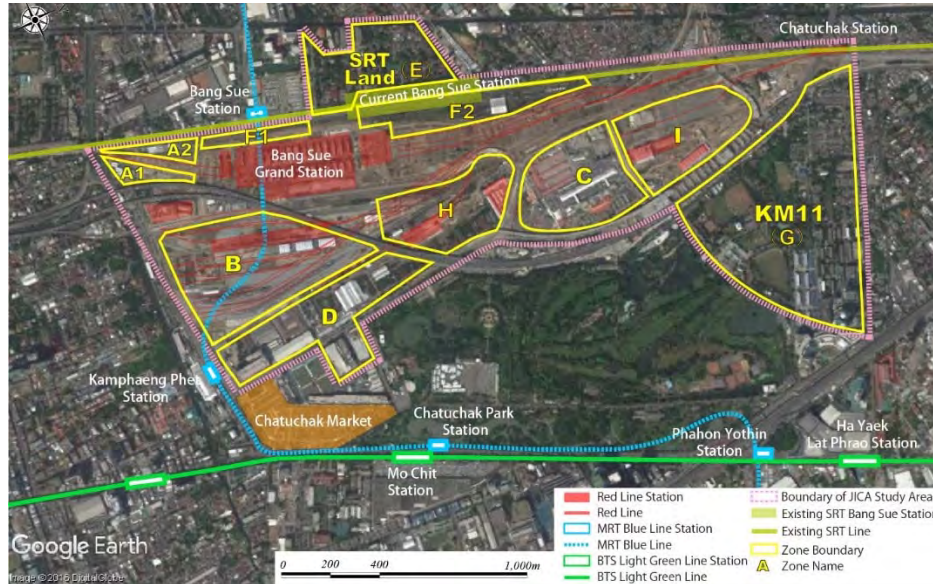 Chatuchak Station
SRT
Land
E
Current Bang Sue Station
Bang Sue
Station
F2
F1
A2
A1
Bang Sue
Grand Station
I
C
H
KM11
G
B
D
Kamphaeng Phet
Station
Chatuchak Market
Chatuchak Park
Station
Mo Chit
Station
Phahon Yothin
Station
Ha Yaek
Lat Phrao Station
Red Line Station
Red Line
MRT Blue Line Station
MRT Blue Line
BTS Light Green Line Station
BTS Light Green Line
Boundary of JICA Study Area
Existing SRT Bang Sue Station
Existing SRT Line
Zone Boundary
A Zone Name
Google Earth
Image © 2016 DigitalGlobe
0 200 400 1,000m